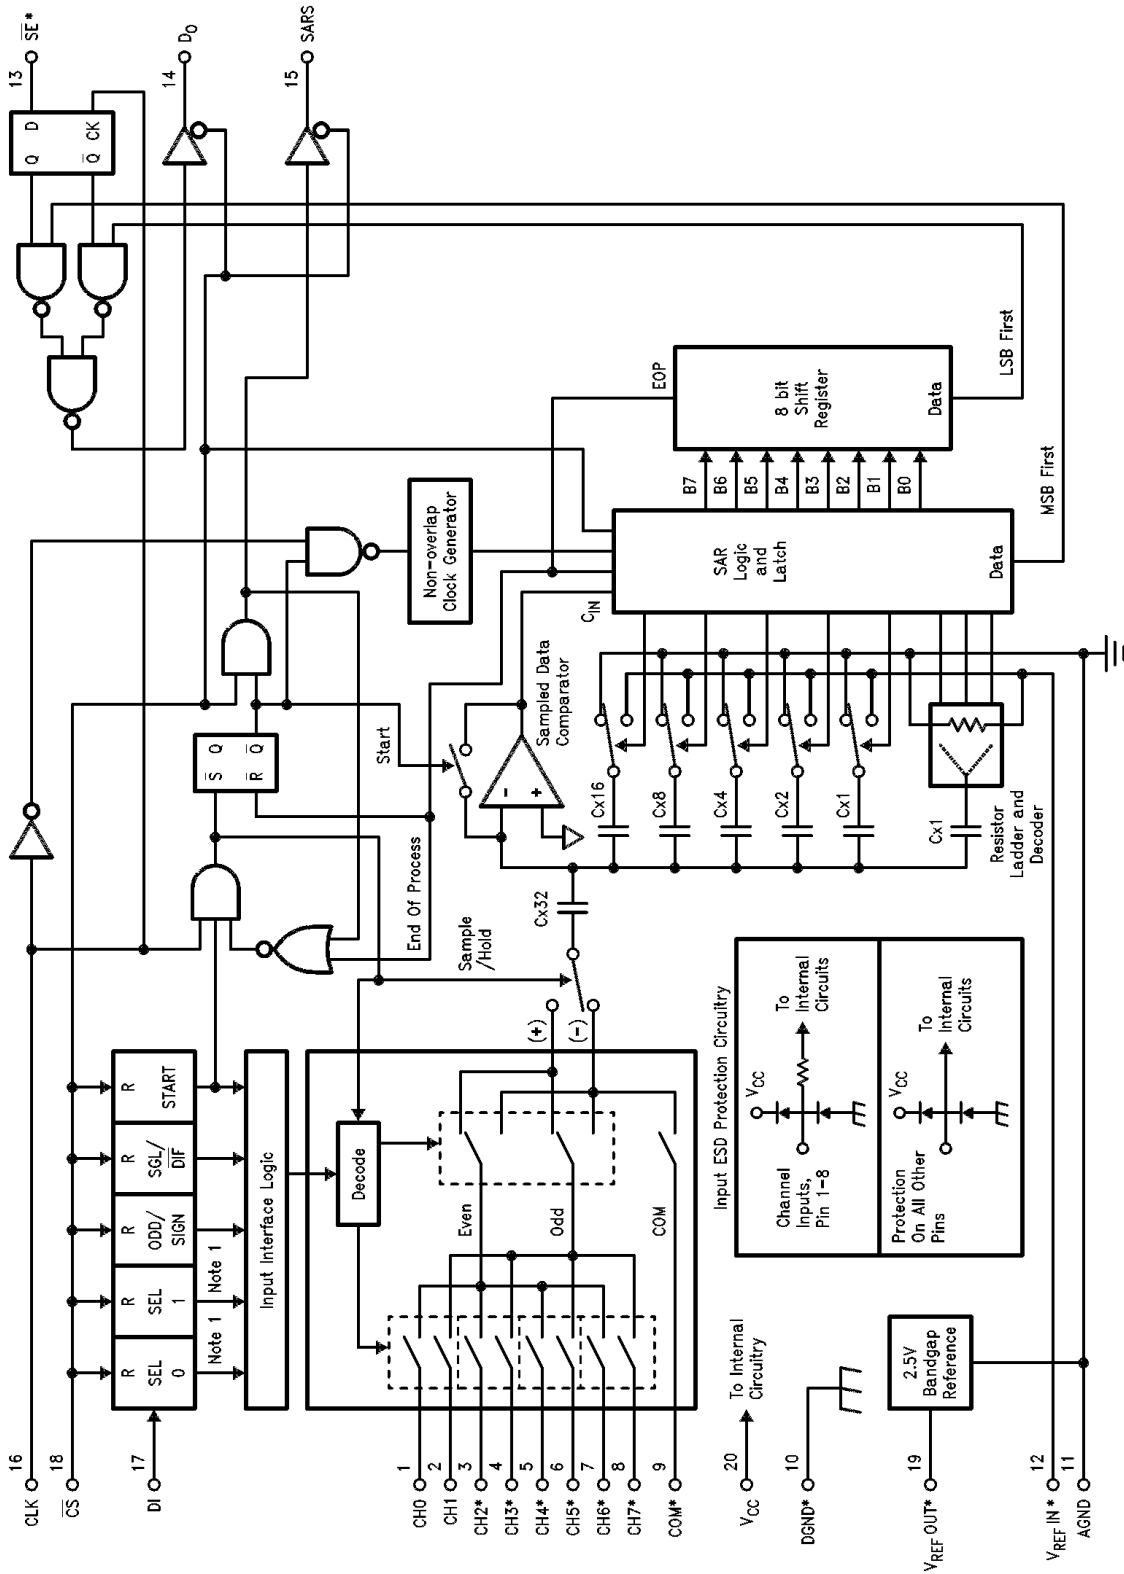 CLK 16
CS 18
DI 17
R R R R R
SEL 0
SEL 1
ODD/ SIGN
SGL/ DIF
START
Note 1
Note 1
Input Interface Logic
Decode
Even
Odd
COM
CH0 1
CH1 2
CH2* 3
CH3* 4
CH4* 5
CH5* 6
CH6* 7
CH7* 8
COM* 9
(+)
(-)
Sample
/Hold
End Of Process
Cx32
S Q
R Q
Start
-
+
Sampled Data
Comparator
Non-overlap
Clock Generator
CIN
SAR
Logic
and
Latch
Data
B7
B6
B5
B4
B3
B2
B1
B0
EOP
8 bit
Shift
Register
Data
MSB First
LSB First
Cx16
Cx8
Cx4
Cx2
Cx1
Cx1
Resistor
Ladder and
Decoder
Q D
Q CK
13 SE*
14 DO
15 SARS
Input ESD Protection Circuitry
VCC
Channel
Inputs,
Pin 1-8
To
Internal
Circuits
VCC
Protection
On All Other
Pins
To
Internal
Circuits
VCC 20
To Internal
Circuitry
DGND* 10
VREF OUT* 19
2.5V
Bandgap
Reference
VREF IN* 12
AGND 11